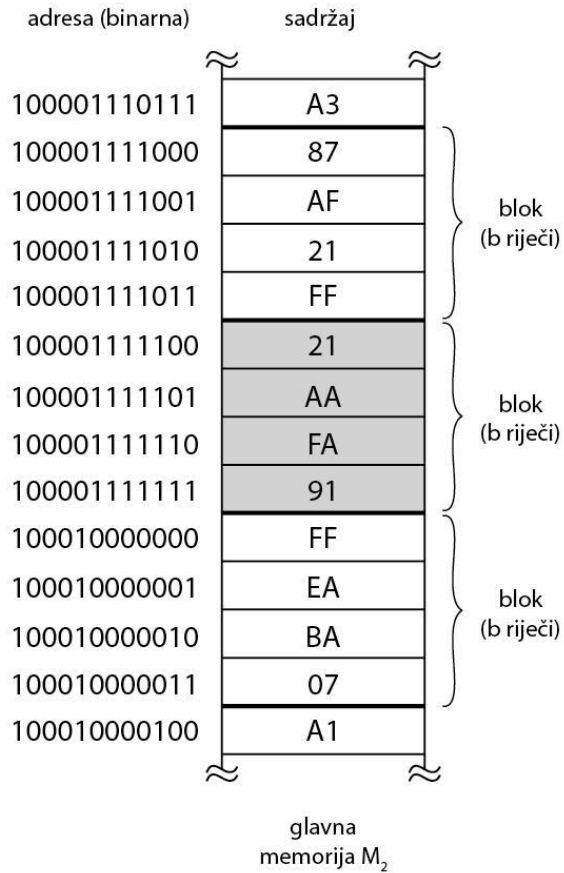 adresa (binarna) sadržaj
100001110111 A3
100001111000 87
100001111001 AF
100001111010 21
100001111011 FF
blok
(b riječi)
100001111100 21
100001111101 AA
100001111110 FA
100001111111 91
blok
(b riječi)
100010000000 FF
100010000001 EA
100010000010 BA
100010000011 07
blok
(b riječi)
100010000100 A1
glavna
memorija M₂